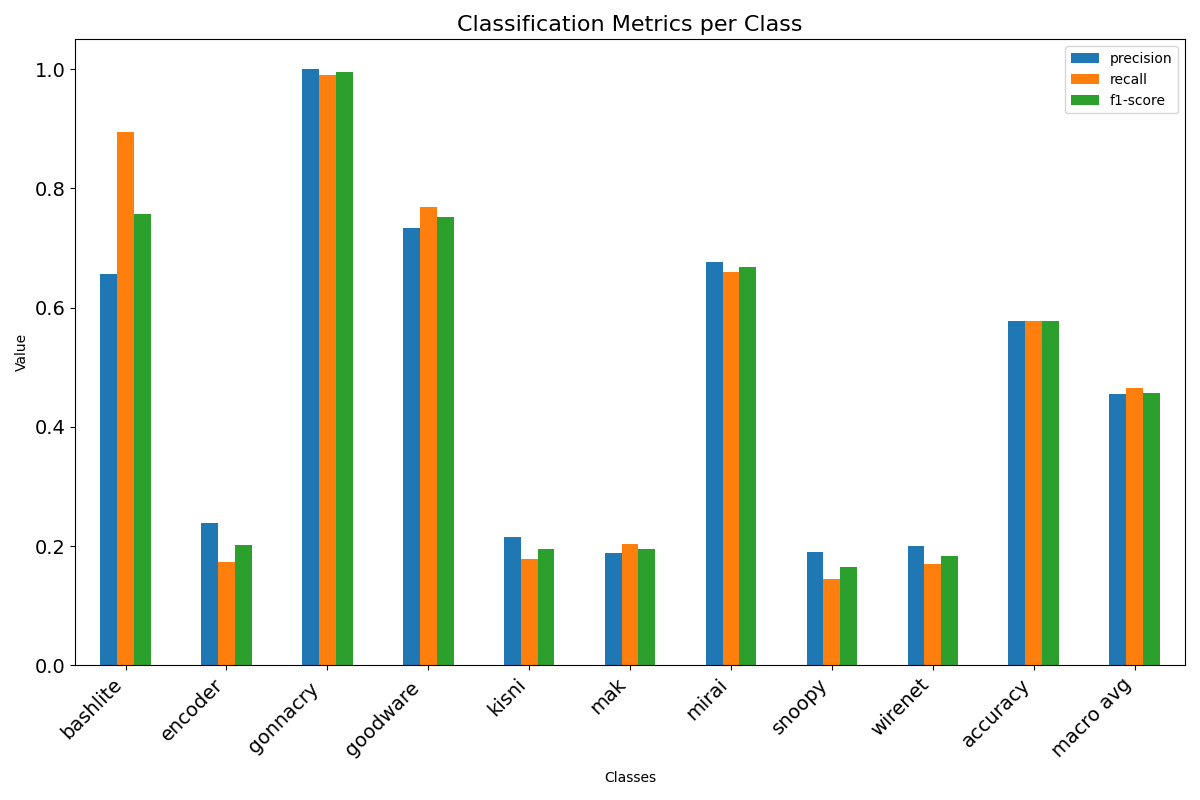 Classification Metrics per Class
precision
recall
f1-score
1.0
0.8
0.6
0.4
0.2
0.0
Value
bashlite
encoder
gonnacry
goodware
kisni
mak
mirai
snoopy
wirenet
accuracy
macro avg
Classes